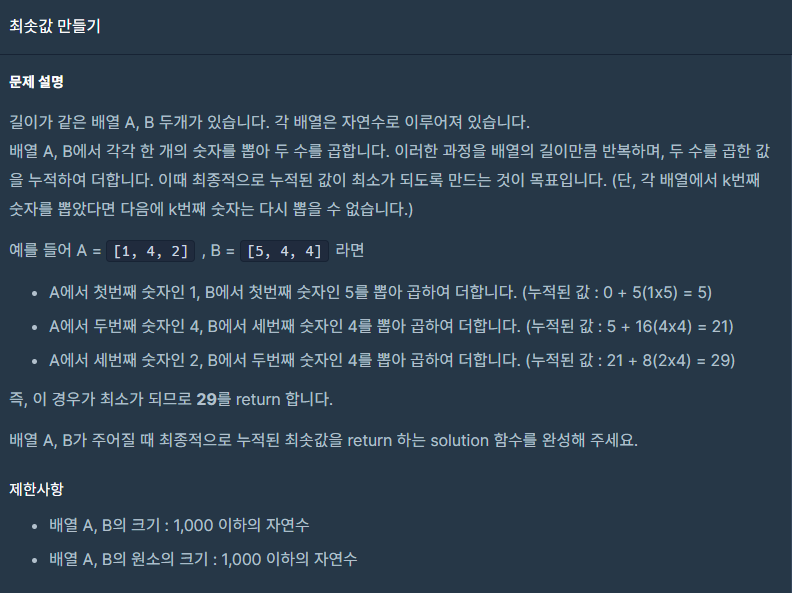 최솟값 만들기
문제 설명
길이가 같은 배열 A, B 두개가 있습니다. 각 배열은 자연수로 이루어져 있습니다.
배열 A, B에서 각각 한 개의 숫자를 뽑아 두 수를 곱합니다. 이러한 과정을 배열의 길이만큼 반복하며, 두 수를 곱한 값
을 누적하여 더합니다. 이때 최종적으로 누적된 값이 최소가 되도록 만드는 것이 목표입니다. (단, 각 배열에서 k번째
숫자를 뽑았다면 다음에 k번째 숫자는 다시 뽑을 수 없습니다.)
예를 들어 A = [1, 4, 2] , B = [5, 4, 4] 라면
• A에서 첫번째 숫자인 1, B에서 첫번째 숫자인 5를 뽑아 곱하여 더합니다. (누적된 값 : 0 + 5(1x5) = 5)
• A에서 두번째 숫자인 4, B에서 세번째 숫자인 4를 뽑아 곱하여 더합니다. (누적된 값 : 5 + 16(4x4) = 21)
• A에서 세번째 숫자인 2, B에서 두번째 숫자인 4를 뽑아 곱하여 더합니다. (누적된 값 : 21 + 8(2x4) = 29)
즉, 이 경우가 최소가 되므로 29를 return 합니다.
배열 A, B가 주어질 때 최종적으로 누적된 최솟값을 return 하는 solution 함수를 완성해 주세요.
제한사항
• 배열 A, B의 크기 : 1,000 이하의 자연수
• 배열 A, B의 원소의 크기 : 1,000 이하의 자연수